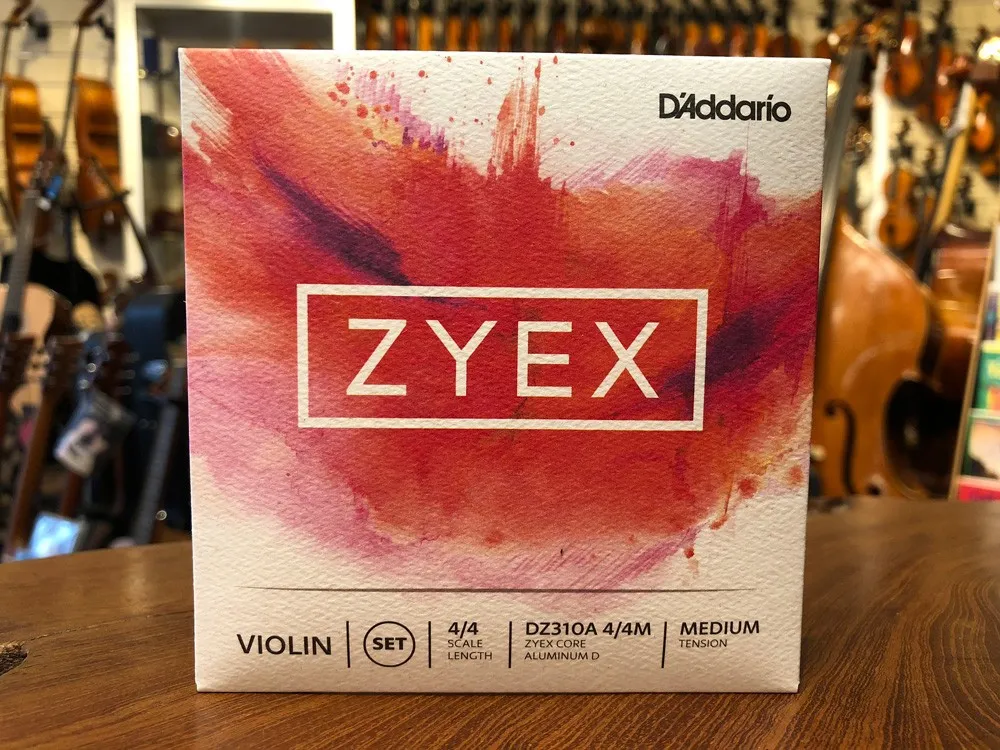 D'Addario
ZYEX
VIOLIN
SET
4/4
SCALE
LENGTH
DZ310A 4/4M
ZYEX CORE
ALUMINUM D
MEDIUM
TENSION